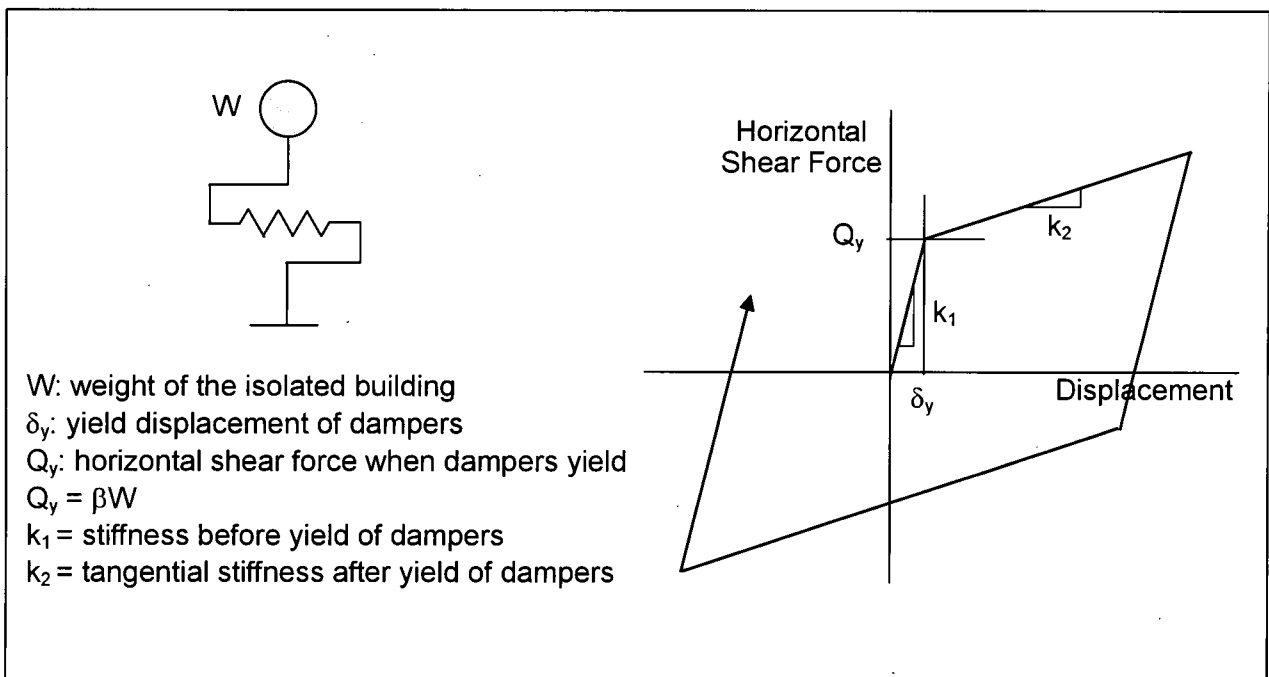 W
W: weight of the isolated building
δy: yield displacement of dampers
Qy: horizontal shear force when dampers yield
Qy = βW
k1 = stiffness before yield of dampers
k2 = tangential stiffness after yield of dampers
Horizontal
Shear Force
Qy
k2
k1
Displacement
δy